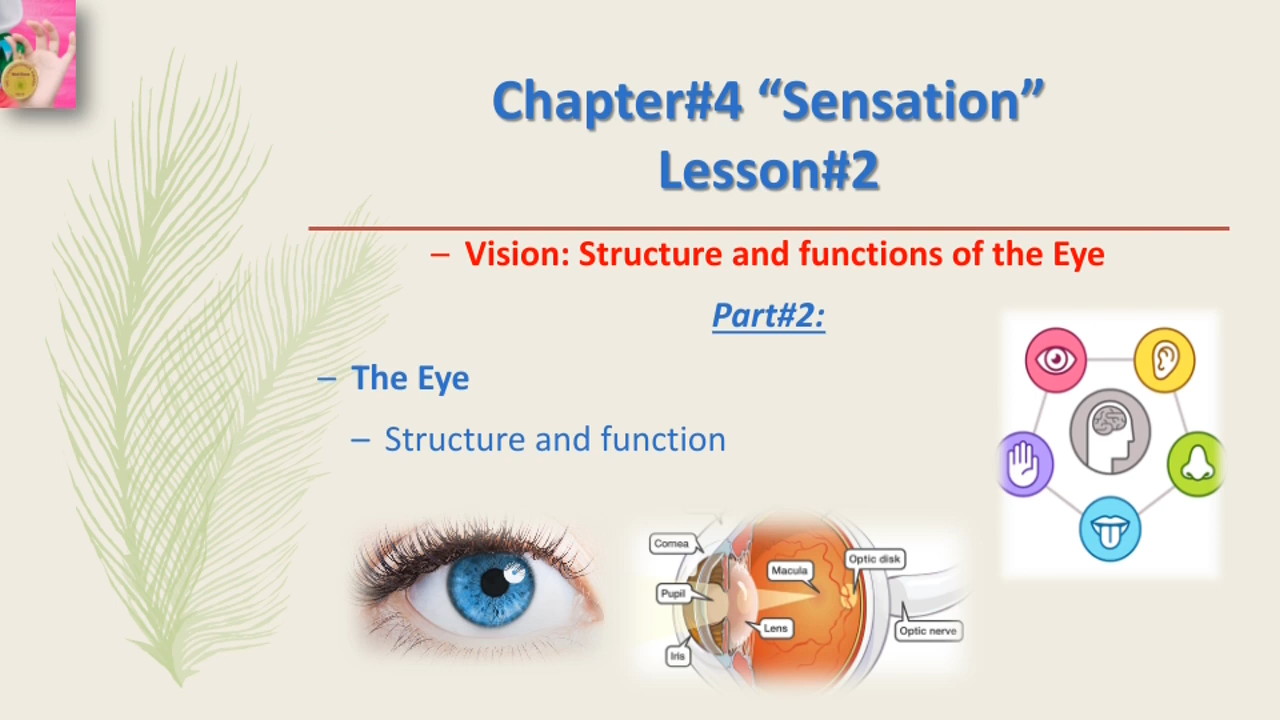 Chapter#4 “Sensation”
Lesson#2
– Vision: Structure and functions of the Eye
Part#2:
– The Eye
– Structure and function
Cornea
Pupil
Iris
Macula
Lens
Optic disk
Optic nerve